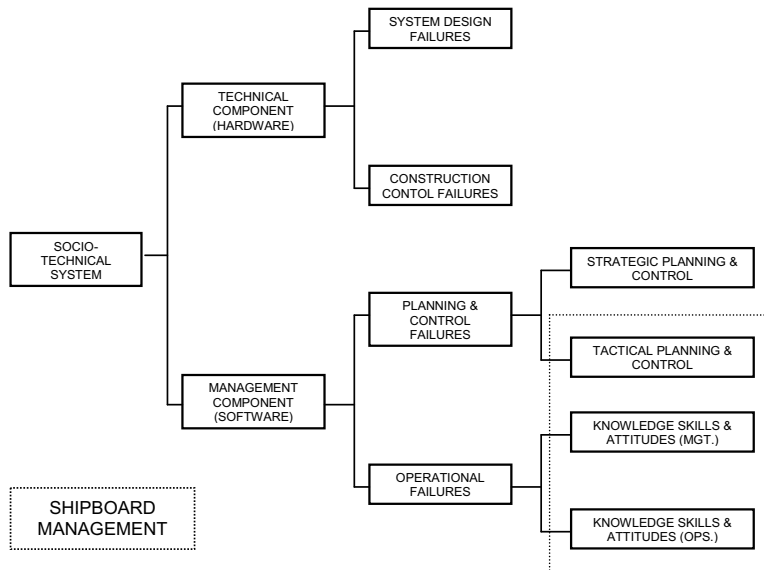 SYSTEM DESIGN
FAILURES
TECHNICAL
COMPONENT
(HARDWARE)
CONSTRUCTION
CONTOL FAILURES
SOCIO-
TECHNICAL
SYSTEM
STRATEGIC PLANNING &
CONTROL
PLANNING &
CONTROL
FAILURES
TACTICAL PLANNING &
CONTROL
MANAGEMENT
COMPONENT
(SOFTWARE)
KNOWLEDGE SKILLS &
ATTITUDES (MGT.)
OPERATIONAL
FAILURES
KNOWLEDGE SKILLS &
ATTITUDES (OPS.)
SHIPBOARD
MANAGEMENT